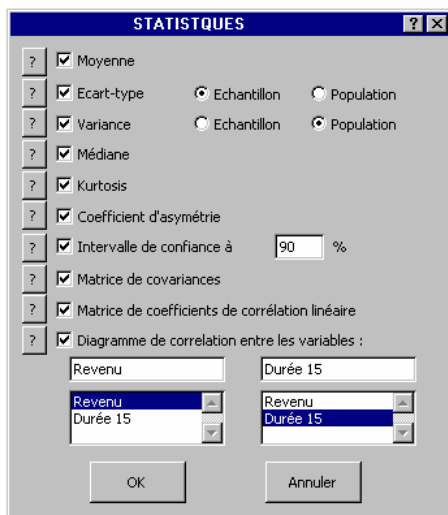 STATISTQUES ? X
? Moyenne
? Ecart-type Echantillon Population
? Variance Echantillon Population
? Médiane
? Kurtosis
? Coefficient d'asymétrie
? Intervalle de confiance à 90 %
? Matrice de covariances
? Matrice de coefficients de corrélation linéaire
? Diagramme de correlation entre les variables :
Revenu Durée 15
Revenu Revenu
Durée 15 Durée 15
OK Annuler